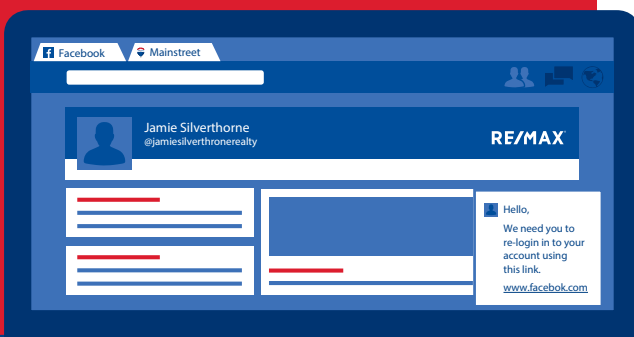 Facebook
Mainstreet
Jamie Silverthorne
@jamiesilverthronerealty
RE/MAX
Hello,
We need you to
re-login in to your
account using
this link.
www.facebok.com